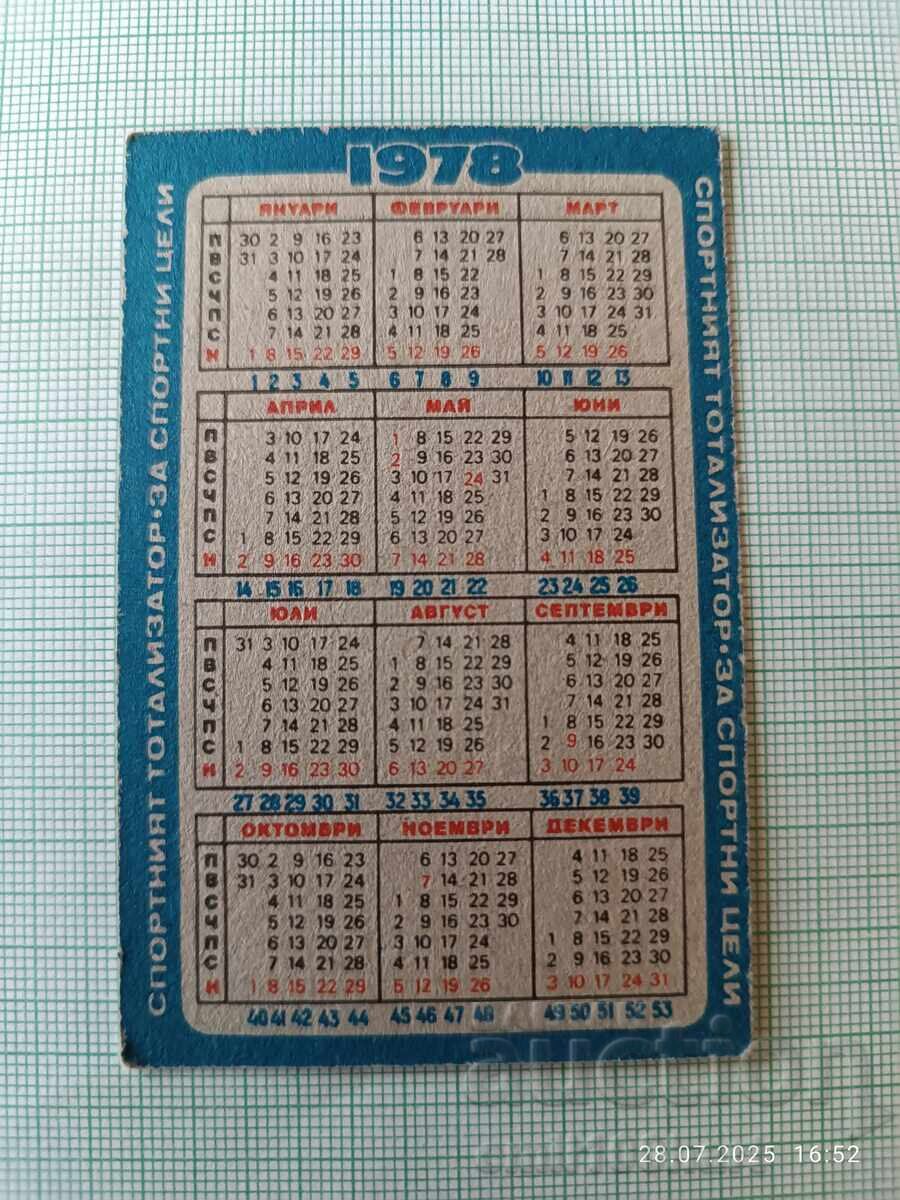 1978
СПОРТНИЯТ ТОТАЛИЗАТОР·ЗА СПОРТНИ ЦЕЛИ
СПОРТНИЯТ ТОТАЛИЗАТОР·ЗА СПОРТНИ ЦЕЛИ
ЯНУАРИ ФЕВРУАРИ МАРТ
П 30 2 9 16 23 6 13 20 27 6 13 20 27
В 31 3 10 17 24 7 14 21 28 7 14 21 28
С 4 11 18 25 1 8 15 22 1 8 15 22 29
Ч 5 12 19 26 2 9 16 23 2 9 16 23 30
П 6 13 20 27 3 10 17 24 3 10 17 24 31
С 7 14 21 28 4 11 18 25 4 11 18 25
Н 1 8 15 22 29 5 12 19 26 5 12 19 26
1 2 3 4 5 6 7 8 9 10 11 12 13
АПРИЛ МАЙ ЮНИ
П 3 10 17 24 1 8 15 22 29 5 12 19 26
В 4 11 18 25 2 9 16 23 30 6 13 20 27
С 5 12 19 26 3 10 17 24 31 7 14 21 28
Ч 6 13 20 27 4 11 18 25 1 8 15 22 29
П 7 14 21 28 5 12 19 26 2 9 16 23 30
С 1 8 15 22 29 6 13 20 27 3 10 17 24
Н 2 9 16 23 30 7 14 21 28 4 11 18 25
14 15 16 17 18 19 20 21 22 23 24 25 26
ЮЛИ АВГУСТ СЕПТЕМВРИ
П 31 3 10 17 24 7 14 21 28 4 11 18 25
В 4 11 18 25 1 8 15 22 29 5 12 19 26
С 5 12 19 26 2 9 16 23 30 6 13 20 27
Ч 6 13 20 27 3 10 17 24 31 7 14 21 28
П 7 14 21 28 4 11 18 25 1 8 15 22 29
С 1 8 15 22 29 5 12 19 26 2 9 16 23 30
Н 2 9 16 23 30 6 13 20 27 3 10 17 24
27 28 29 30 31 32 33 34 35 36 37 38 39
ОКТОМВРИ НОЕМВРИ ДЕКЕМВРИ
П 30 2 9 16 23 6 13 20 27 4 11 18 25
В 31 3 10 17 24 7 14 21 28 5 12 19 26
С 4 11 18 25 1 8 15 22 29 6 13 20 27
Ч 5 12 19 26 2 9 16 23 30 7 14 21 28
П 6 13 20 27 3 10 17 24 1 8 15 22 29
С 7 14 21 28 4 11 18 25 2 9 16 23 30
Н 1 8 15 22 29 5 12 19 26 3 10 17 24 31
40 41 42 43 44 45 46 47 48 49 50 51 52 53
28.07.2025 16:52